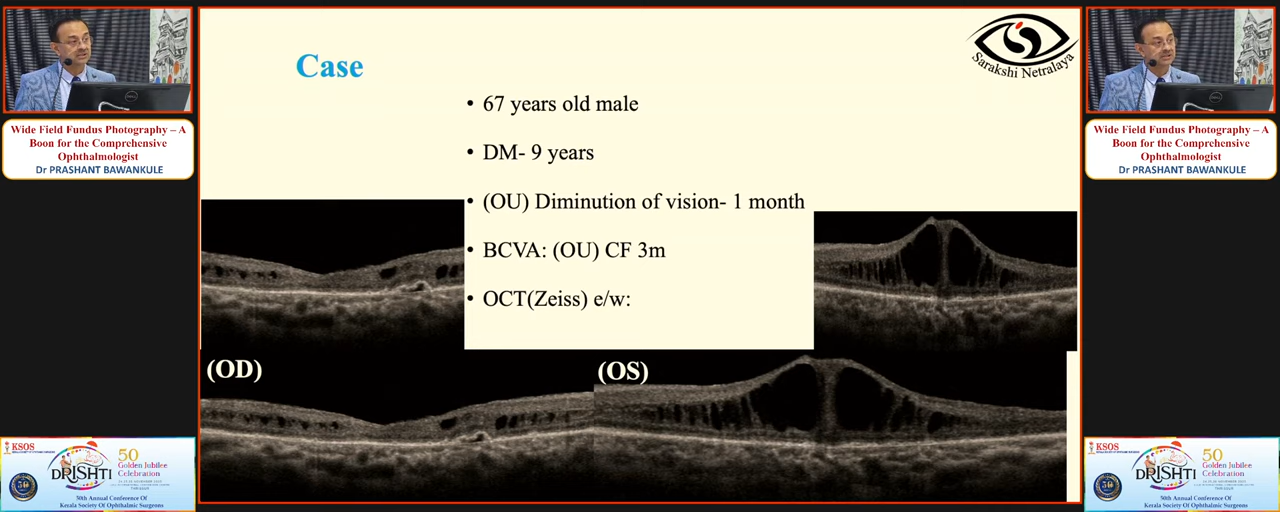 Wide Field Fundus Photography – A
Boon for the Comprehensive
Ophthalmologist
Dr PRASHANT BAWANKULE
KSOS
DRISHTI
50
Golden Jubilee
Celebration
50th Annual Conference Of
Kerala Society Of Ophthalmic Surgeons
Case
Sarakshi Netralaya
• 67 years old male
• DM- 9 years
• (OU) Diminution of vision- 1 month
• BCVA: (OU) CF 3m
• OCT(Zeiss) e/w:
(OD)
(OS)
Wide Field Fundus Photography – A
Boon for the Comprehensive
Ophthalmologist
Dr PRASHANT BAWANKULE
KSOS
DRISHTI
50
Golden Jubilee
Celebration
50th Annual Conference Of
Kerala Society Of Ophthalmic Surgeons